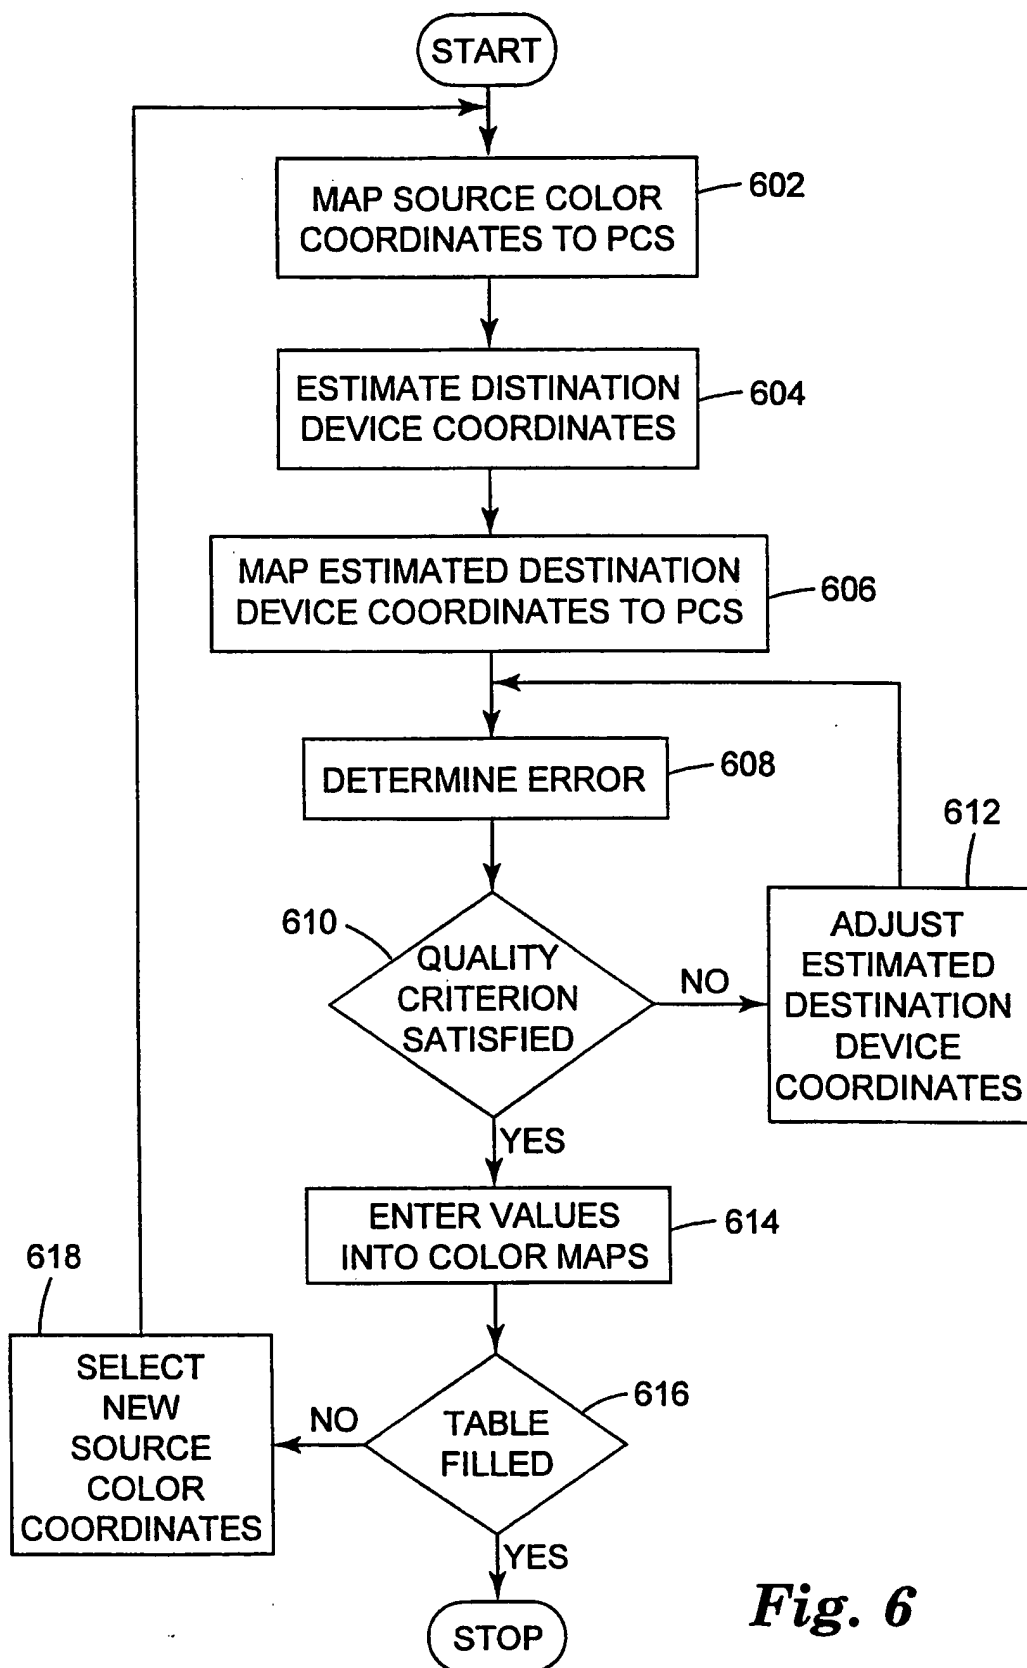 START
MAP SOURCE COLOR
COORDINATES TO PCS
602
ESTIMATE DISTINATION
DEVICE COORDINATES
604
MAP ESTIMATED DESTINATION
DEVICE COORDINATES TO PCS
606
DETERMINE ERROR
608
612
610
QUALITY
CRITERION
SATISFIED
NO
ADJUST
ESTIMATED
DESTINATION
DEVICE
COORDINATES
YES
ENTER VALUES
INTO COLOR MAPS
614
618
SELECT
NEW
SOURCE
COLOR
COORDINATES
NO
TABLE
FILLED
616
YES
STOP
Fig. 6